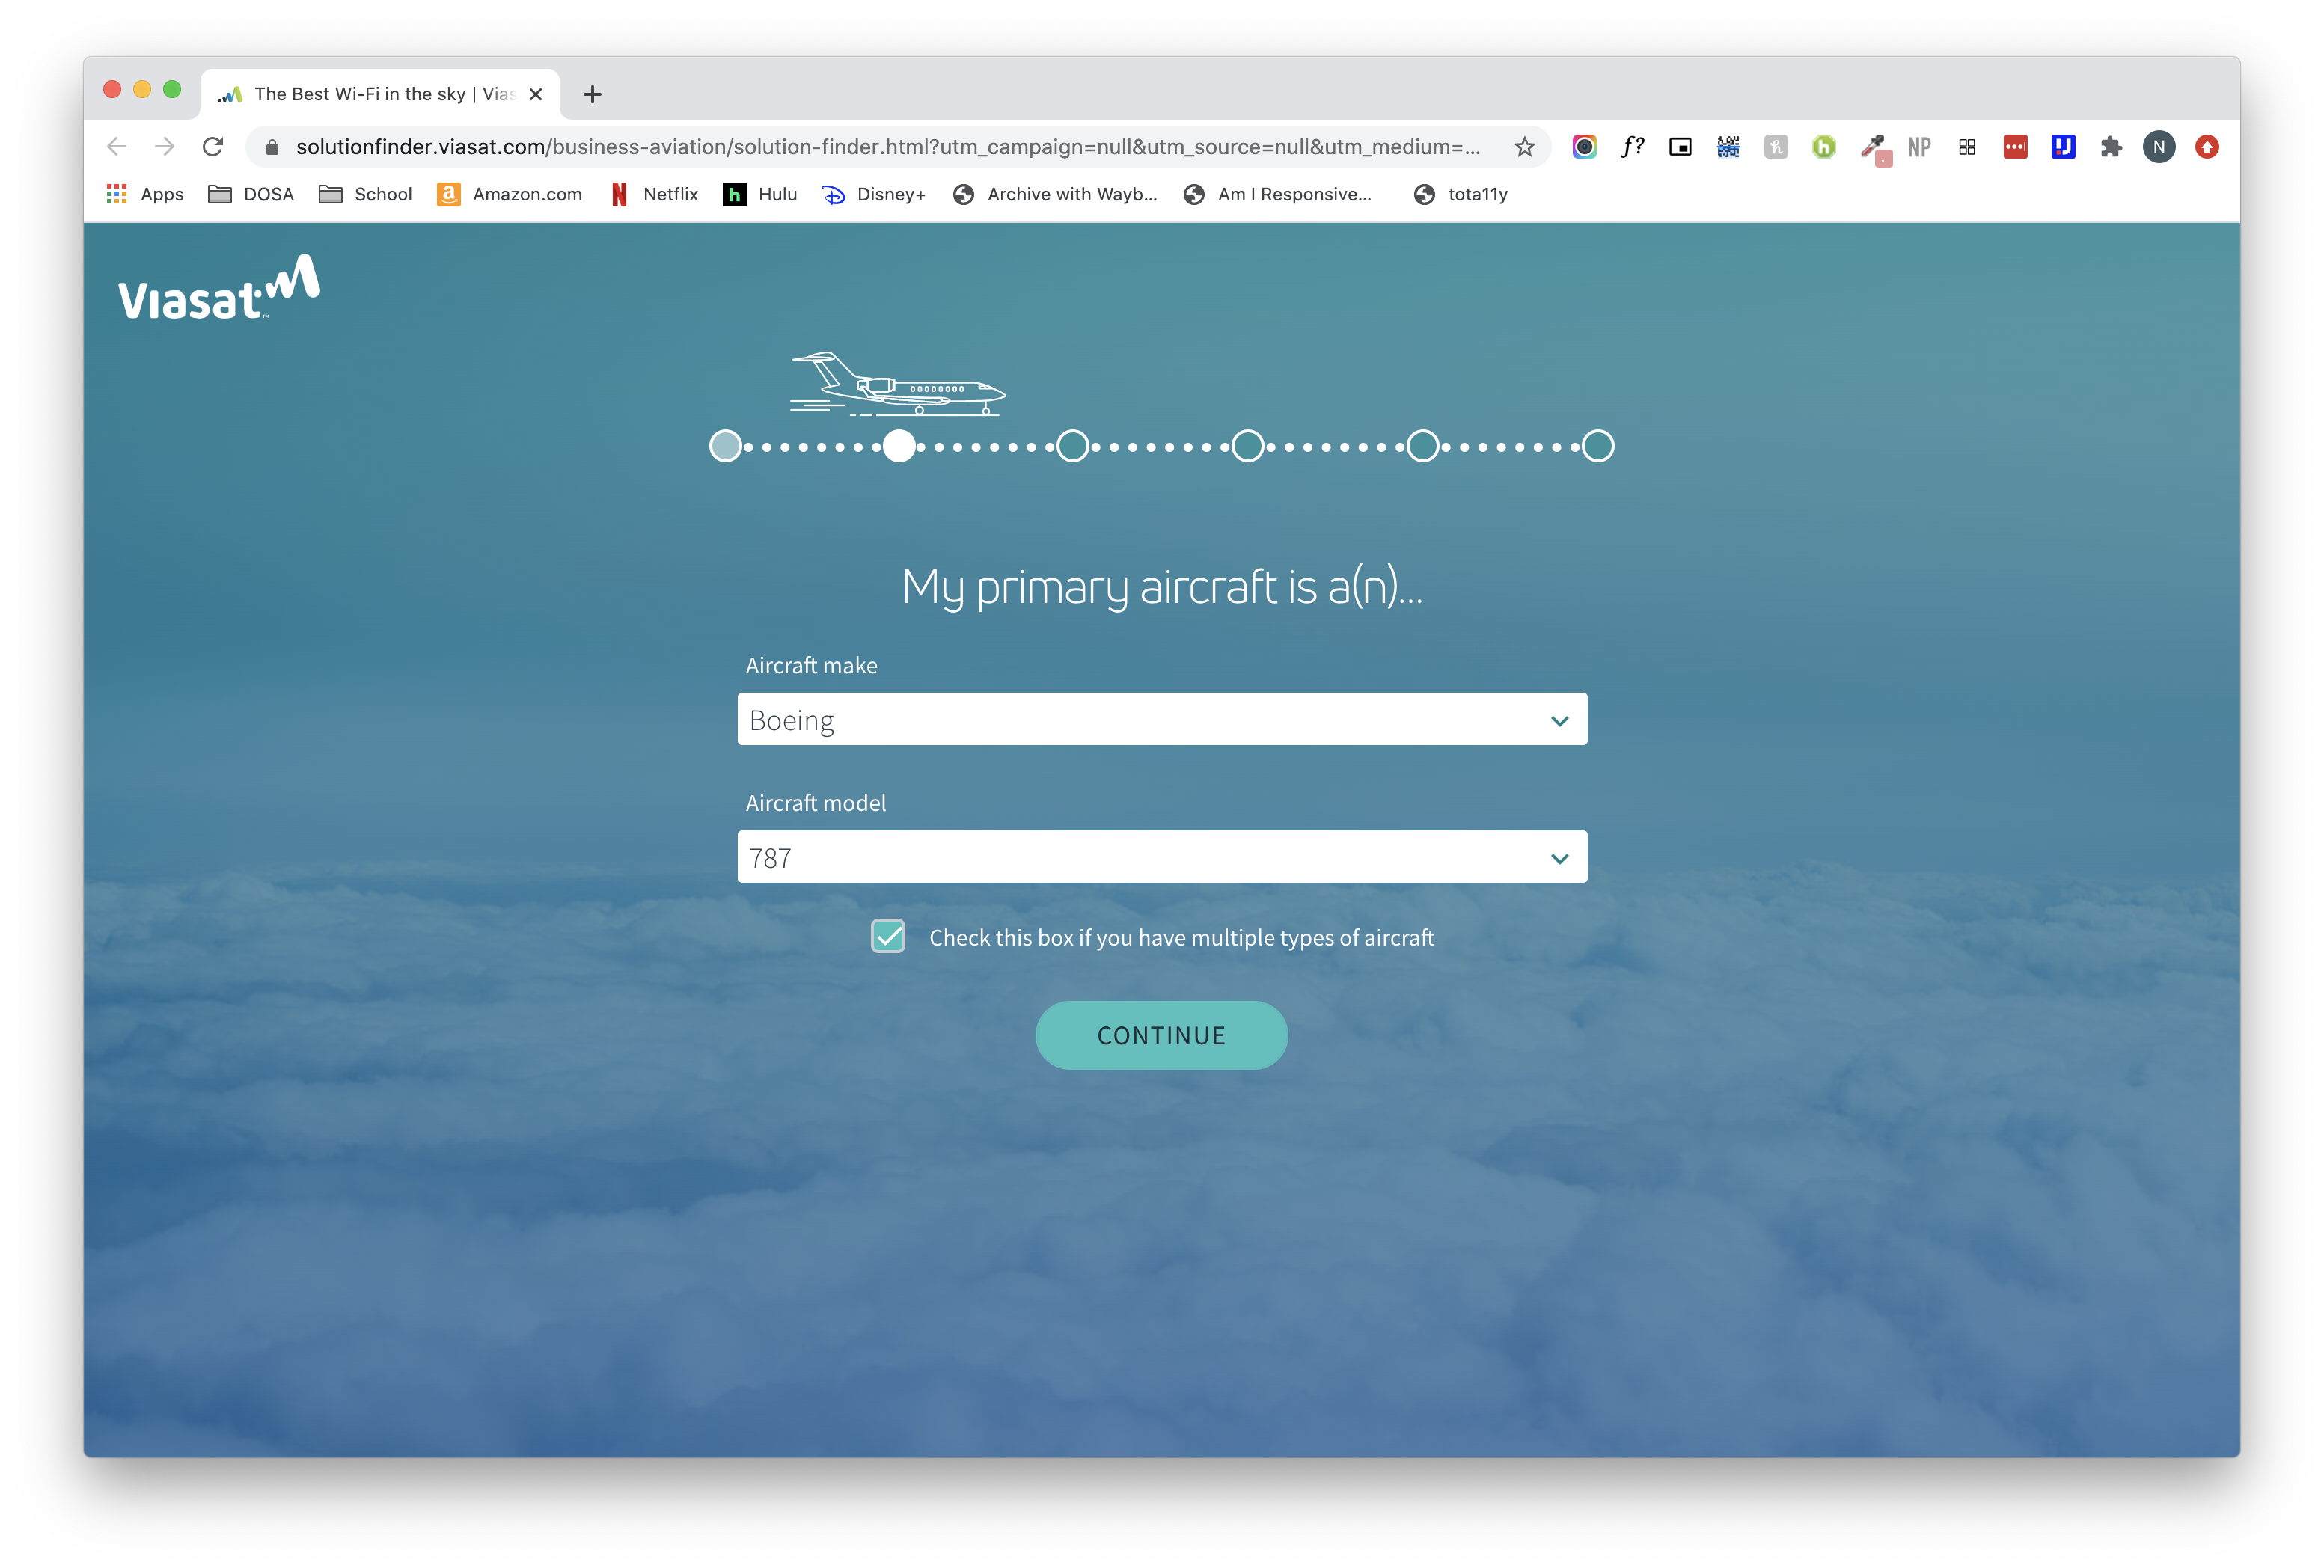 The Best Wi-Fi in the sky | Vias
solutionfinder.viasat.com/business-aviation/solution-finder.html?utm_campaign=null&utm_source=null&utm_medium=...
f?
NP
N
Apps DOSA School Amazon.com Netflix Hulu Disney+ Archive with Wayb... Am I Responsive... tota11y
Viasat™
My primary aircraft is a(n)...
Aircraft make
Boeing
Aircraft model
787
Check this box if you have multiple types of aircraft
CONTINUE